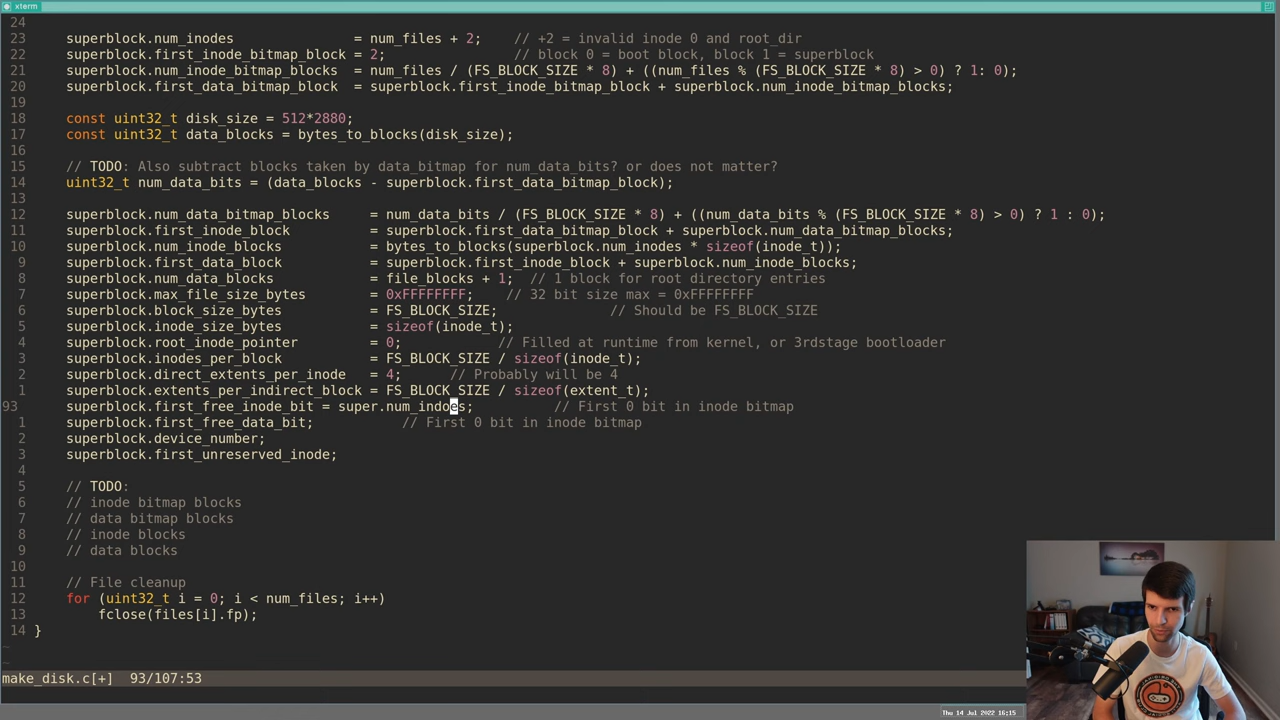 xterm
24
23     superblock.num_inodes               = num_files + 2;    // +2 = invalid inode 0 and root_dir
22     superblock.first_inode_bitmap_block = 2;       // block 0 = boot block, block 1 = superblock
21     superblock.num_inode_bitmap_blocks  = num_files / (FS_BLOCK_SIZE * 8) + ((num_files % (FS_BLOCK_SIZE * 8) > 0) ? 1: 0);
20     superblock.first_data_bitmap_block  = superblock.first_inode_bitmap_block + superblock.num_inode_bitmap_blocks;
19
18     const uint32_t disk_size = 512*2880;
17     const uint32_t data_blocks = bytes_to_blocks(disk_size);
16
15     // TODO: Also subtract blocks taken by data_bitmap for num_data_bits? or does not matter?
14     uint32_t num_data_bits = (data_blocks - superblock.first_data_bitmap_block);
13
12     superblock.num_data_bitmap_blocks     = num_data_bits / (FS_BLOCK_SIZE * 8) + ((num_data_bits % (FS_BLOCK_SIZE * 8) > 0) ? 1 : 0);
11     superblock.first_inode_block          = superblock.first_data_bitmap_block + superblock.num_data_bitmap_blocks;
10     superblock.num_inode_blocks           = bytes_to_blocks(superblock.num_inodes * sizeof(inode_t));
9     superblock.first_data_block           = superblock.first_inode_block + superblock.num_inode_blocks;
8     superblock.num_data_blocks            = file_blocks + 1;  // 1 block for root directory entries
7     superblock.max_file_size_bytes        = 0xFFFFFFFF;    // 32 bit size max = 0xFFFFFFFF
6     superblock.block_size_bytes           = FS_BLOCK_SIZE;              // Should be FS_BLOCK_SIZE
5     superblock.inode_size_bytes           = sizeof(inode_t);
4     superblock.root_inode_pointer         = 0;            // Filled at runtime from kernel, or 3rdstage bootloader
3     superblock.inodes_per_block           = FS_BLOCK_SIZE / sizeof(inode_t);
2     superblock.direct_extents_per_inode   = 4;      // Probably will be 4
1     superblock.extents_per_indirect_block = FS_BLOCK_SIZE / sizeof(extent_t);
93     superblock.first_free_inode_bit = super.num_indoes;          // First 0 bit in inode bitmap
1     superblock.first_free_data_bit;           // First 0 bit in inode bitmap
2     superblock.device_number;
3     superblock.first_unreserved_inode;
4
5     // TODO:
6     // inode bitmap blocks
7     // data bitmap blocks
8     // inode blocks
9     // data blocks
10
11     // File cleanup
12     for (uint32_t i = 0; i < num_files; i++)
13         fclose(files[i].fp);
14 }
~
~
make_disk.c[+]  93/107:53
Thu 14 Jul 2022 16:15